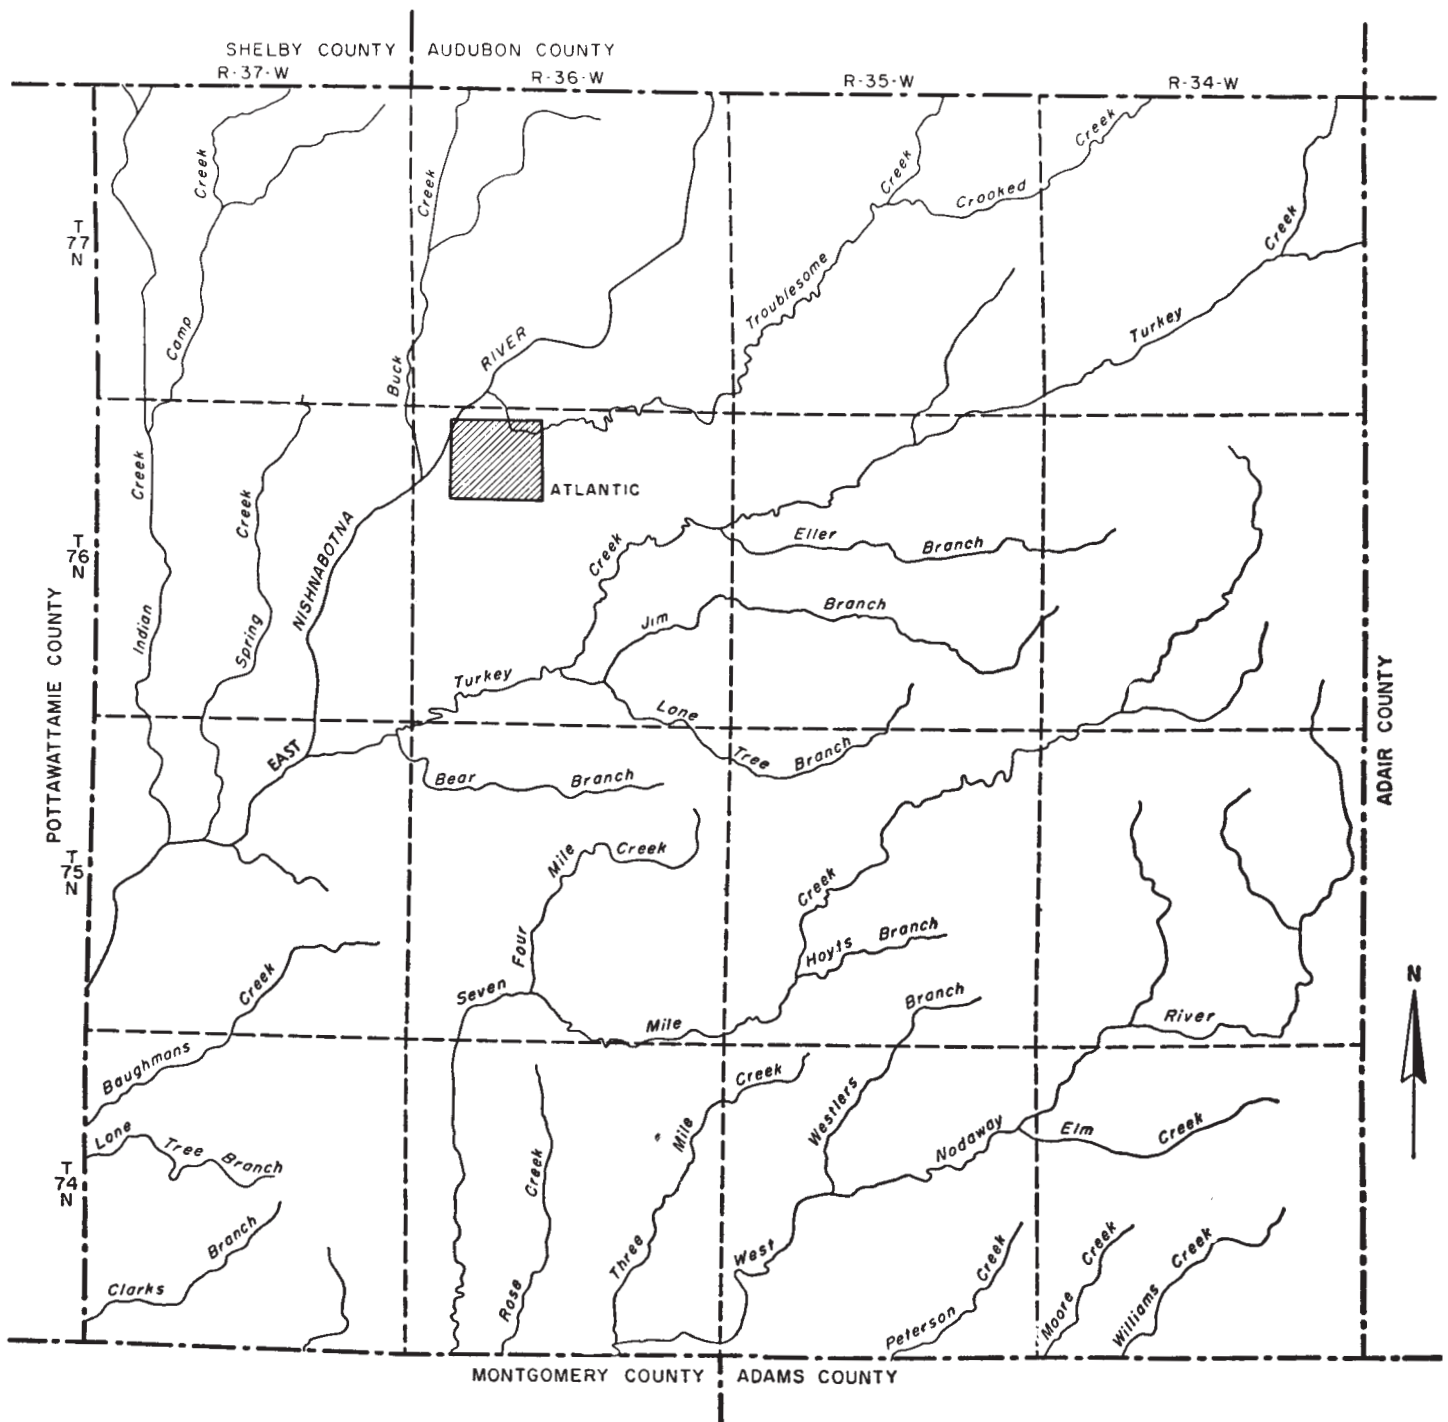 SHELBY COUNTY
AUDUBON COUNTY
R-37-W
R-36-W
R-35-W
R-34-W
T
77
N
Creek
Camp
Creek
Buck
RIVER
Creek
Troublesome
Crooked
Creek
Creek
Turkey
ATLANTIC
T
76
N
Creek
Indian
Creek
Spring
NISHNABOTNA
EAST
Creek
Turkey
Eller Branch
Jim Branch
Lone
Tree Branch
Bear Branch
POTTAWATTAMIE COUNTY
ADAIR COUNTY
T
75
N
Four Mile Creek
Seven
Mile
Creek
Hoyts Branch
Branch
Westlers
River
N
Baughmans Creek
Lone
Tree Branch
T
74
N
Clarks Branch
Rose Creek
Three Mile Creek
West
Nodaway
Elm Creek
Peterson Creek
Moore Creek
Williams Creek
MONTGOMERY COUNTY
ADAMS COUNTY